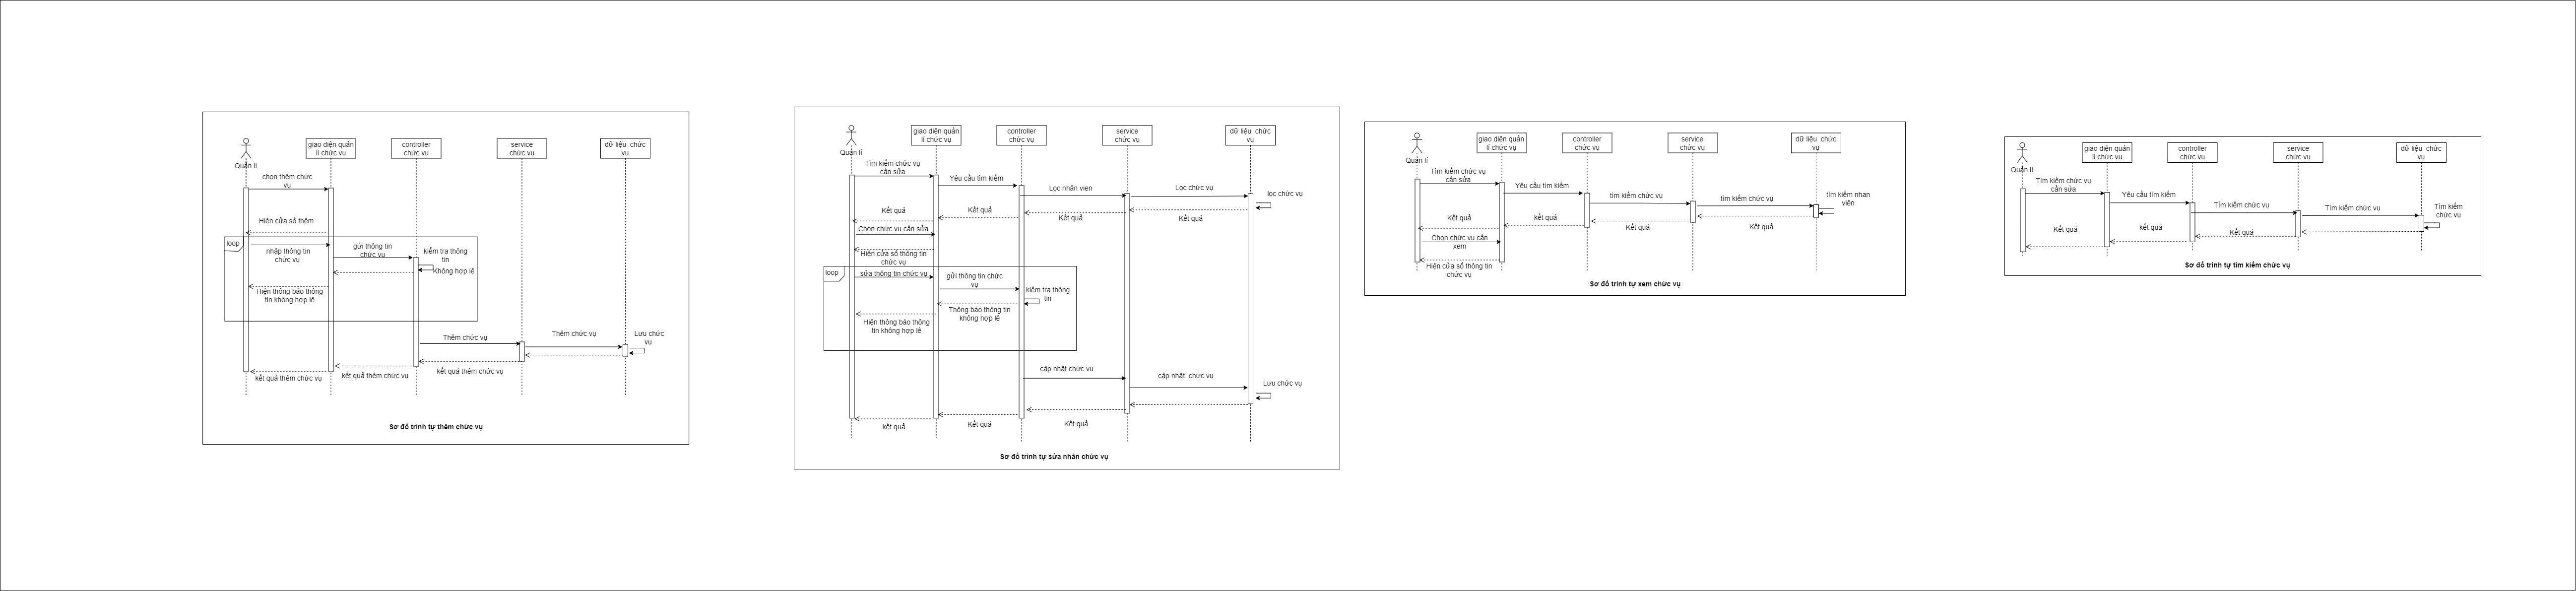 Quản lí
giao diện quản
lí chức vụ
controller
chức vụ
service
chức vụ
dữ liệu chức
vụ
chọn thêm chức
vụ
Hiện cửa sổ thêm
loop
nhập thông tin
chức vụ
gửi thông tin
chức vụ
kiểm tra thông
tin
Không hợp lê
Hiện thông báo thông
tin không hợp lê
Thêm chức vụ
Thêm chức vụ
Lưu chức
vụ
kết quả thêm chức vụ
kết quả thêm chức vụ
kết quả thêm chức vụ
Sơ đồ trình tự thêm chức vụ
Quản lí
giao diện quản
lí chức vụ
controller
chức vụ
service
chức vụ
dữ liệu chức
vụ
Tìm kiếm chức vụ
cần sửa
Yêu cầu tìm kiếm
Lọc nhân vien
Lọc chức vụ
lọc chức vụ
Kết quả
Kết quả
Kết quả
Kết quả
Chọn chức vụ cần sửa
Hiện cửa sổ thông tin
chức vụ
loop
sửa thông tin chức vụ
gửi thông tin chức
vụ
kiểm tra thông
tin
Thông báo thông tin
không hợp lê
Hiện thông báo thông
tin không hợp lê
cập nhật chức vụ
cập nhật chức vụ
Lưu chức vụ
kết quả
Kết quả
Kết quả
Sơ đồ trình tự sửa nhân chức vụ
Quản lí
giao diện quản
lí chức vụ
controller
chức vụ
service
chức vụ
dữ liệu chức
vụ
Tìm kiếm chức vụ
cần sửa
Yêu cầu tìm kiếm
tìm kiếm chức vụ
tìm kiếm chức vụ
tìm kiếm nhan
viên
Kết quả
kết quả
Kết quả
Kết quả
Chọn chức vụ cần
xem
Hiện cửa sổ thông tin
chức vụ
Sơ đồ trình tự xem chức vụ
Quản lí
giao diện quản
lí chức vụ
controller
chức vụ
service
chức vụ
dữ liệu chức
vụ
Tìm kiếm chức vụ
cần sửa
Yêu cầu tìm kiếm
Tìm kiếm chức vụ
Tìm kiếm chức vụ
Tìm kiếm
chức vụ
Kết quả
kết quả
Kết quả
Sơ đồ trình tự tìm kiếm chức vụ